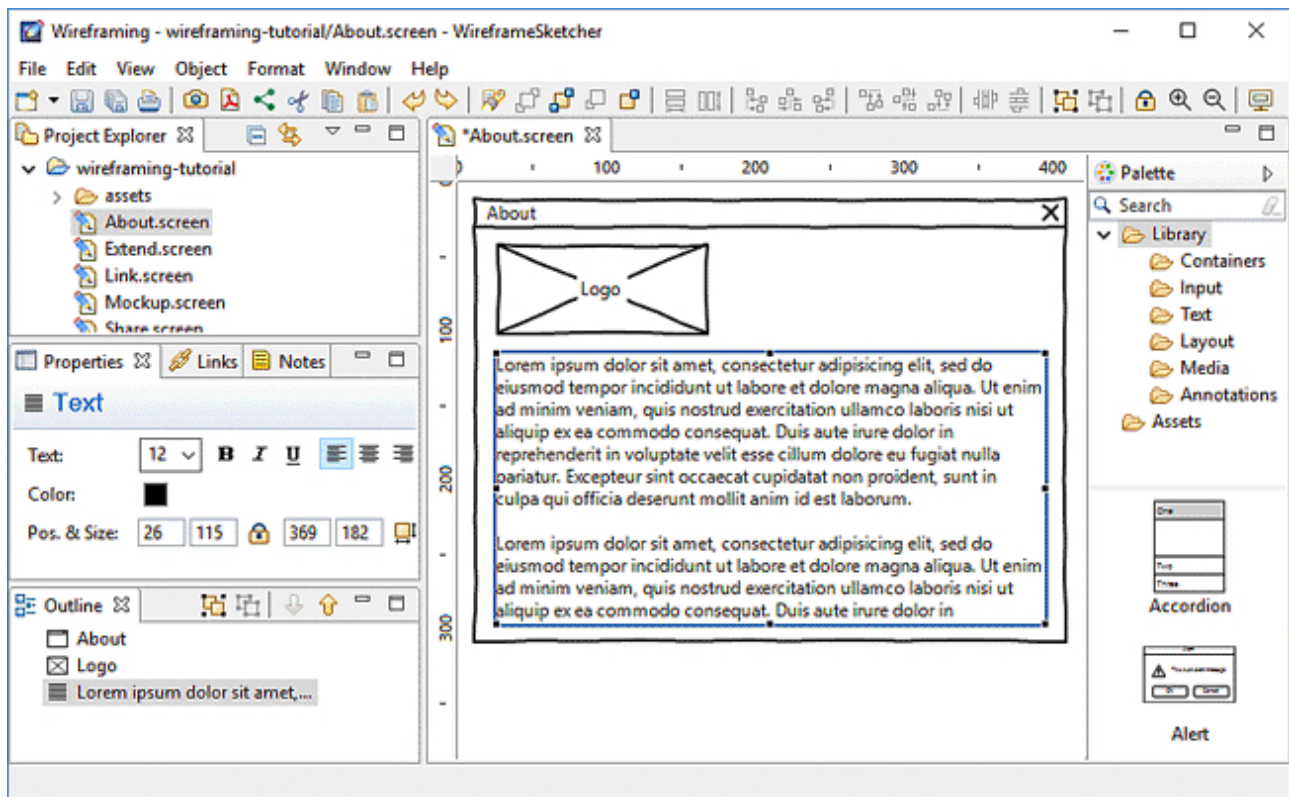 Wireframing - wireframing-tutorial/About.screen - WireframeSketcher
File Edit View Object Format Window Help
Project Explorer
wireframing-tutorial
assets
About.screen
Extend.screen
Link.screen
Mockup.screen
Share.screen
Properties Links Notes
Text
Text: 12 B I U
Color:
Pos. & Size: 26 115 369 182
Outline
About
Logo
Lorem ipsum dolor sit amet,...
*About.screen
0 100 200 300 400
0
100
200
300
About
Logo
Lorem ipsum dolor sit amet, consectetur adipisicing elit, sed do
eiusmod tempor incididunt ut labore et dolore magna aliqua. Ut enim
ad minim veniam, quis nostrud exercitation ullamco laboris nisi ut
aliquip ex ea commodo consequat. Duis aute irure dolor in
reprehenderit in voluptate velit esse cillum dolore eu fugiat nulla
pariatur. Excepteur sint occaecat cupidatat non proident, sunt in
culpa qui officia deserunt mollit anim id est laborum.
Lorem ipsum dolor sit amet, consectetur adipisicing elit, sed do
eiusmod tempor incididunt ut labore et dolore magna aliqua. Ut enim
ad minim veniam, quis nostrud exercitation ullamco laboris nisi ut
aliquip ex ea commodo consequat. Duis aute irure dolor in
Palette
Search
Library
Containers
Input
Text
Layout
Media
Annotations
Assets
One
Two
Three
Accordion
Alert